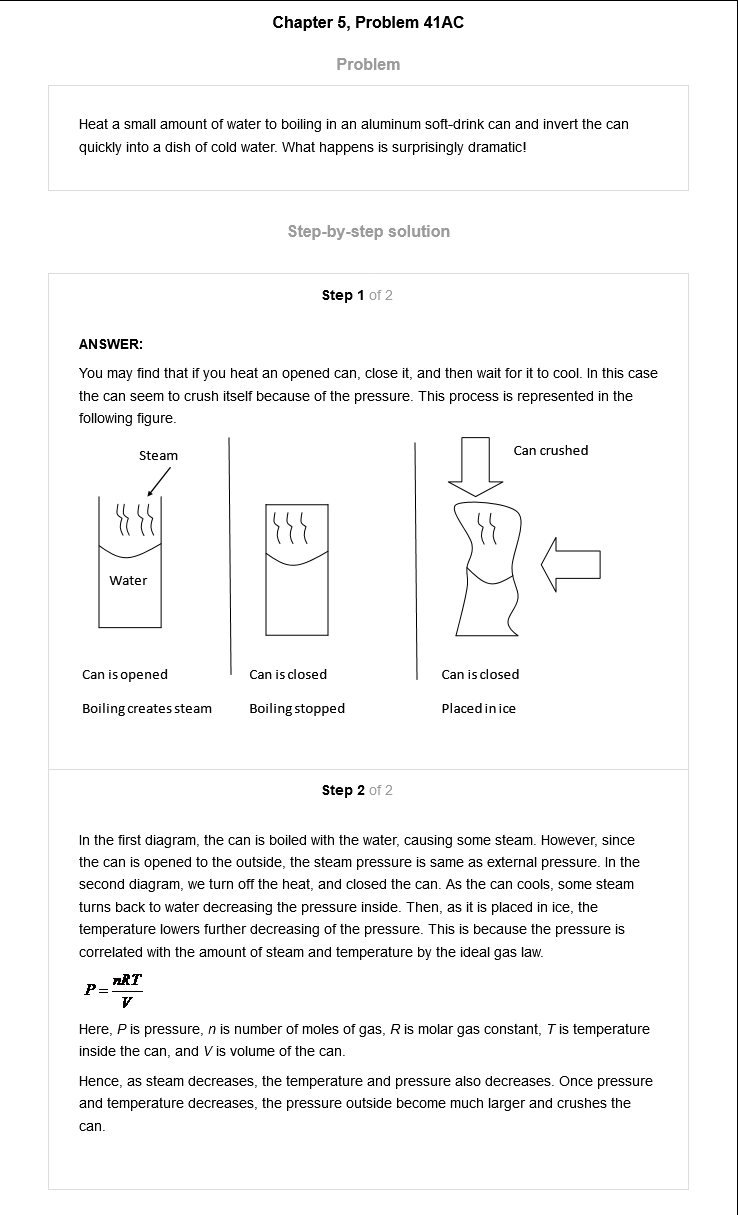 Chapter 5, Problem 41AC
Problem
Heat a small amount of water to boiling in an aluminum soft-drink can and invert the can
quickly into a dish of cold water. What happens is surprisingly dramatic!
Step-by-step solution
Step 1 of 2
ANSWER:
You may find that if you heat an opened can, close it, and then wait for it to cool. In this case
the can seem to crush itself because of the pressure. This process is represented in the
following figure.
Steam
Can crushed
Water
Can is opened
Can is closed
Can is closed
Boiling creates steam
Boiling stopped
Placed in ice
Step 2 of 2
In the first diagram, the can is boiled with the water, causing some steam. However, since
the can is opened to the outside, the steam pressure is same as external pressure. In the
second diagram, we turn off the heat, and closed the can. As the can cools, some steam
turns back to water decreasing the pressure inside. Then, as it is placed in ice, the
temperature lowers further decreasing of the pressure. This is because the pressure is
correlated with the amount of steam and temperature by the ideal gas law.
P = nRT / V
Here, P is pressure, n is number of moles of gas, R is molar gas constant, T is temperature
inside the can, and V is volume of the can.
Hence, as steam decreases, the temperature and pressure also decreases. Once pressure
and temperature decreases, the pressure outside become much larger and crushes the
can.